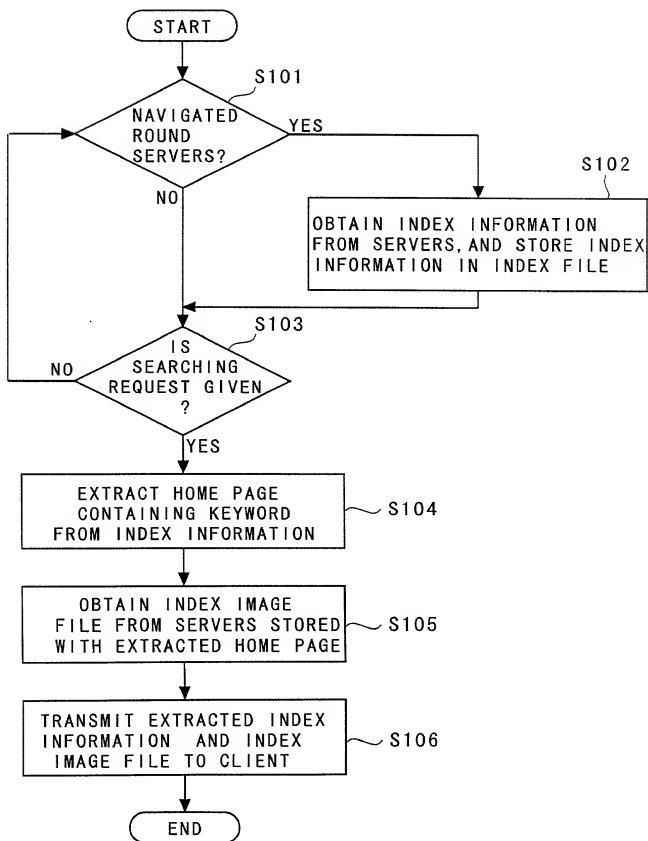 START
S101
NAVIGATED
ROUND
SERVERS?
YES
NO
S102
OBTAIN INDEX INFORMATION
FROM SERVERS, AND STORE INDEX
INFORMATION IN INDEX FILE
S103
IS
SEARCHING
REQUEST GIVEN
?
NO
YES
EXTRACT HOME PAGE
CONTAINING KEYWORD
FROM INDEX INFORMATION
S104
OBTAIN INDEX IMAGE
FILE FROM SERVERS STORED
WITH EXTRACTED HOME PAGE
S105
TRANSMIT EXTRACTED INDEX
INFORMATION AND INDEX
IMAGE FILE TO CLIENT
S106
END